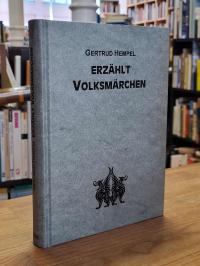 GERTRUD HEMPEL
ERZÄHLT
VOLKSMÄRCHEN